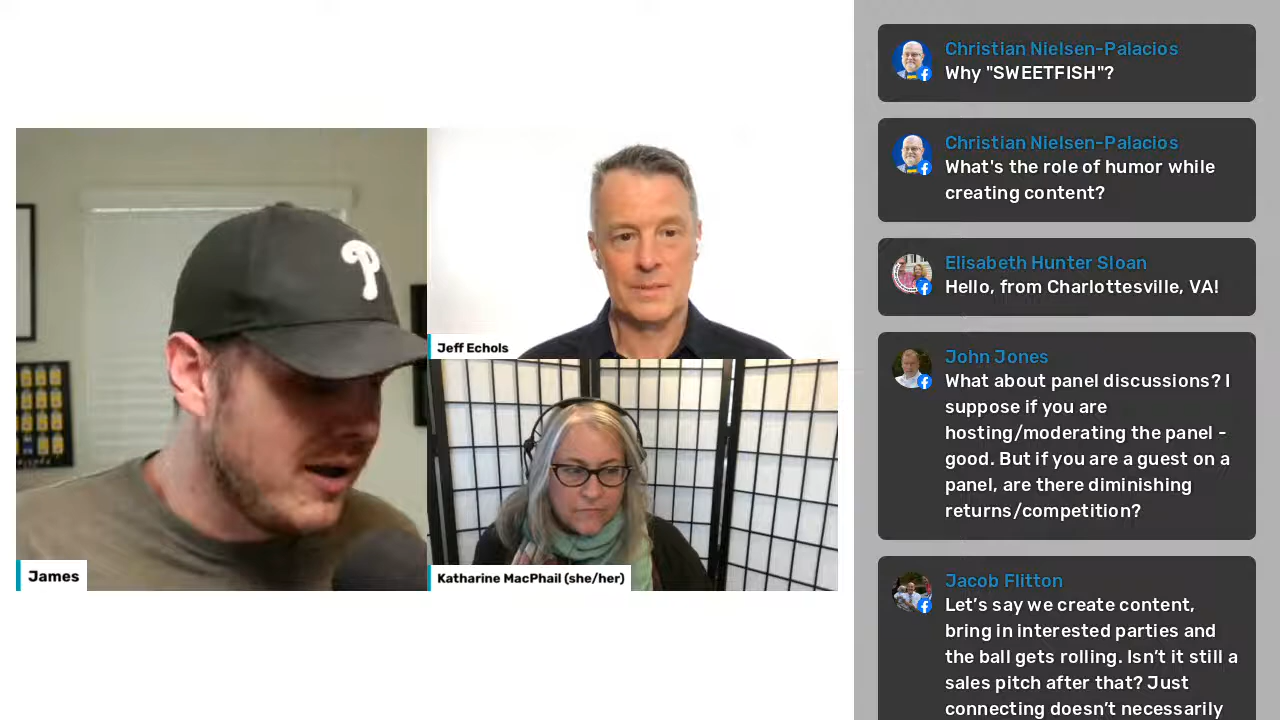 James
Jeff Echols
Katharine MacPhail (she/her)
Christian Nielsen-Palacios
Why "SWEETFISH"?
Christian Nielsen-Palacios
What's the role of humor while
creating content?
Elisabeth Hunter Sloan
Hello, from Charlottesville, VA!
John Jones
What about panel discussions? I
suppose if you are
hosting/moderating the panel -
good. But if you are a guest on a
panel, are there diminishing
returns/competition?
Jacob Flitton
Let’s say we create content,
bring in interested parties and
the ball gets rolling. Isn’t it still a
sales pitch after that? Just
connecting doesn’t necessarily